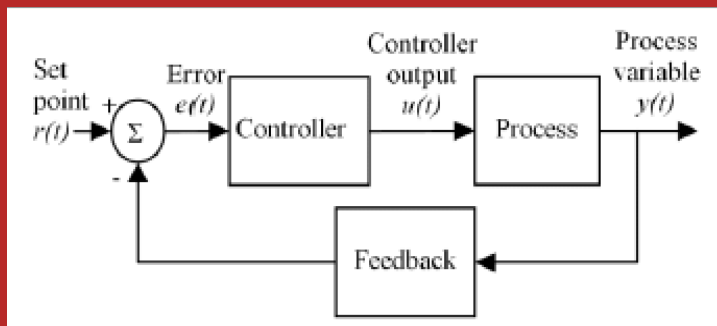 Set
point
r(t)
+
-
Σ
Error
e(t)
Controller
Controller
output
u(t)
Process
Process
variable
y(t)
Feedback